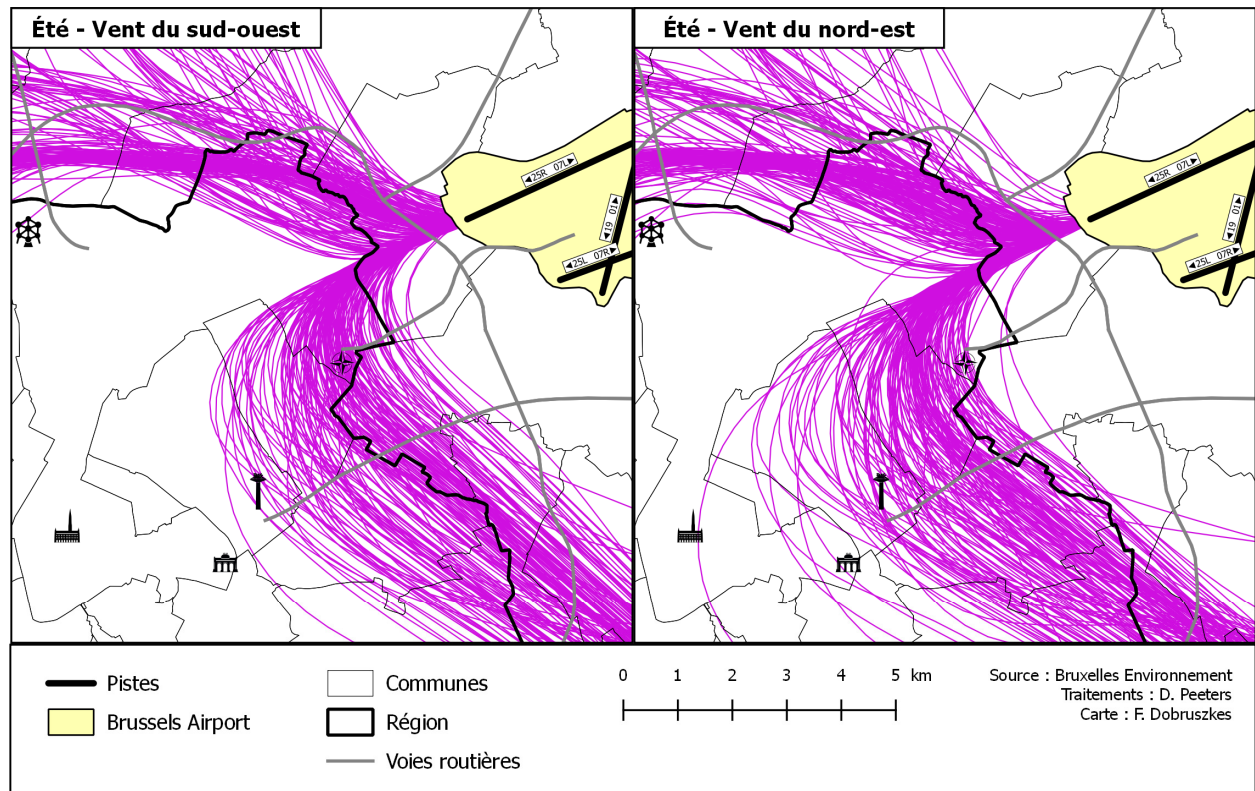 Été - Vent du sud-ouest
Été - Vent du nord-est
◄25R 07L►
◄19 01►
◄25L 07R►
◄25R 07L►
◄19 01►
◄25L 07R►
Pistes
Brussels Airport
Communes
Région
Voies routières
0 1 2 3 4 5 km
Source : Bruxelles Environnement
Traitements : D. Peeters
Carte : F. Dobruszkes